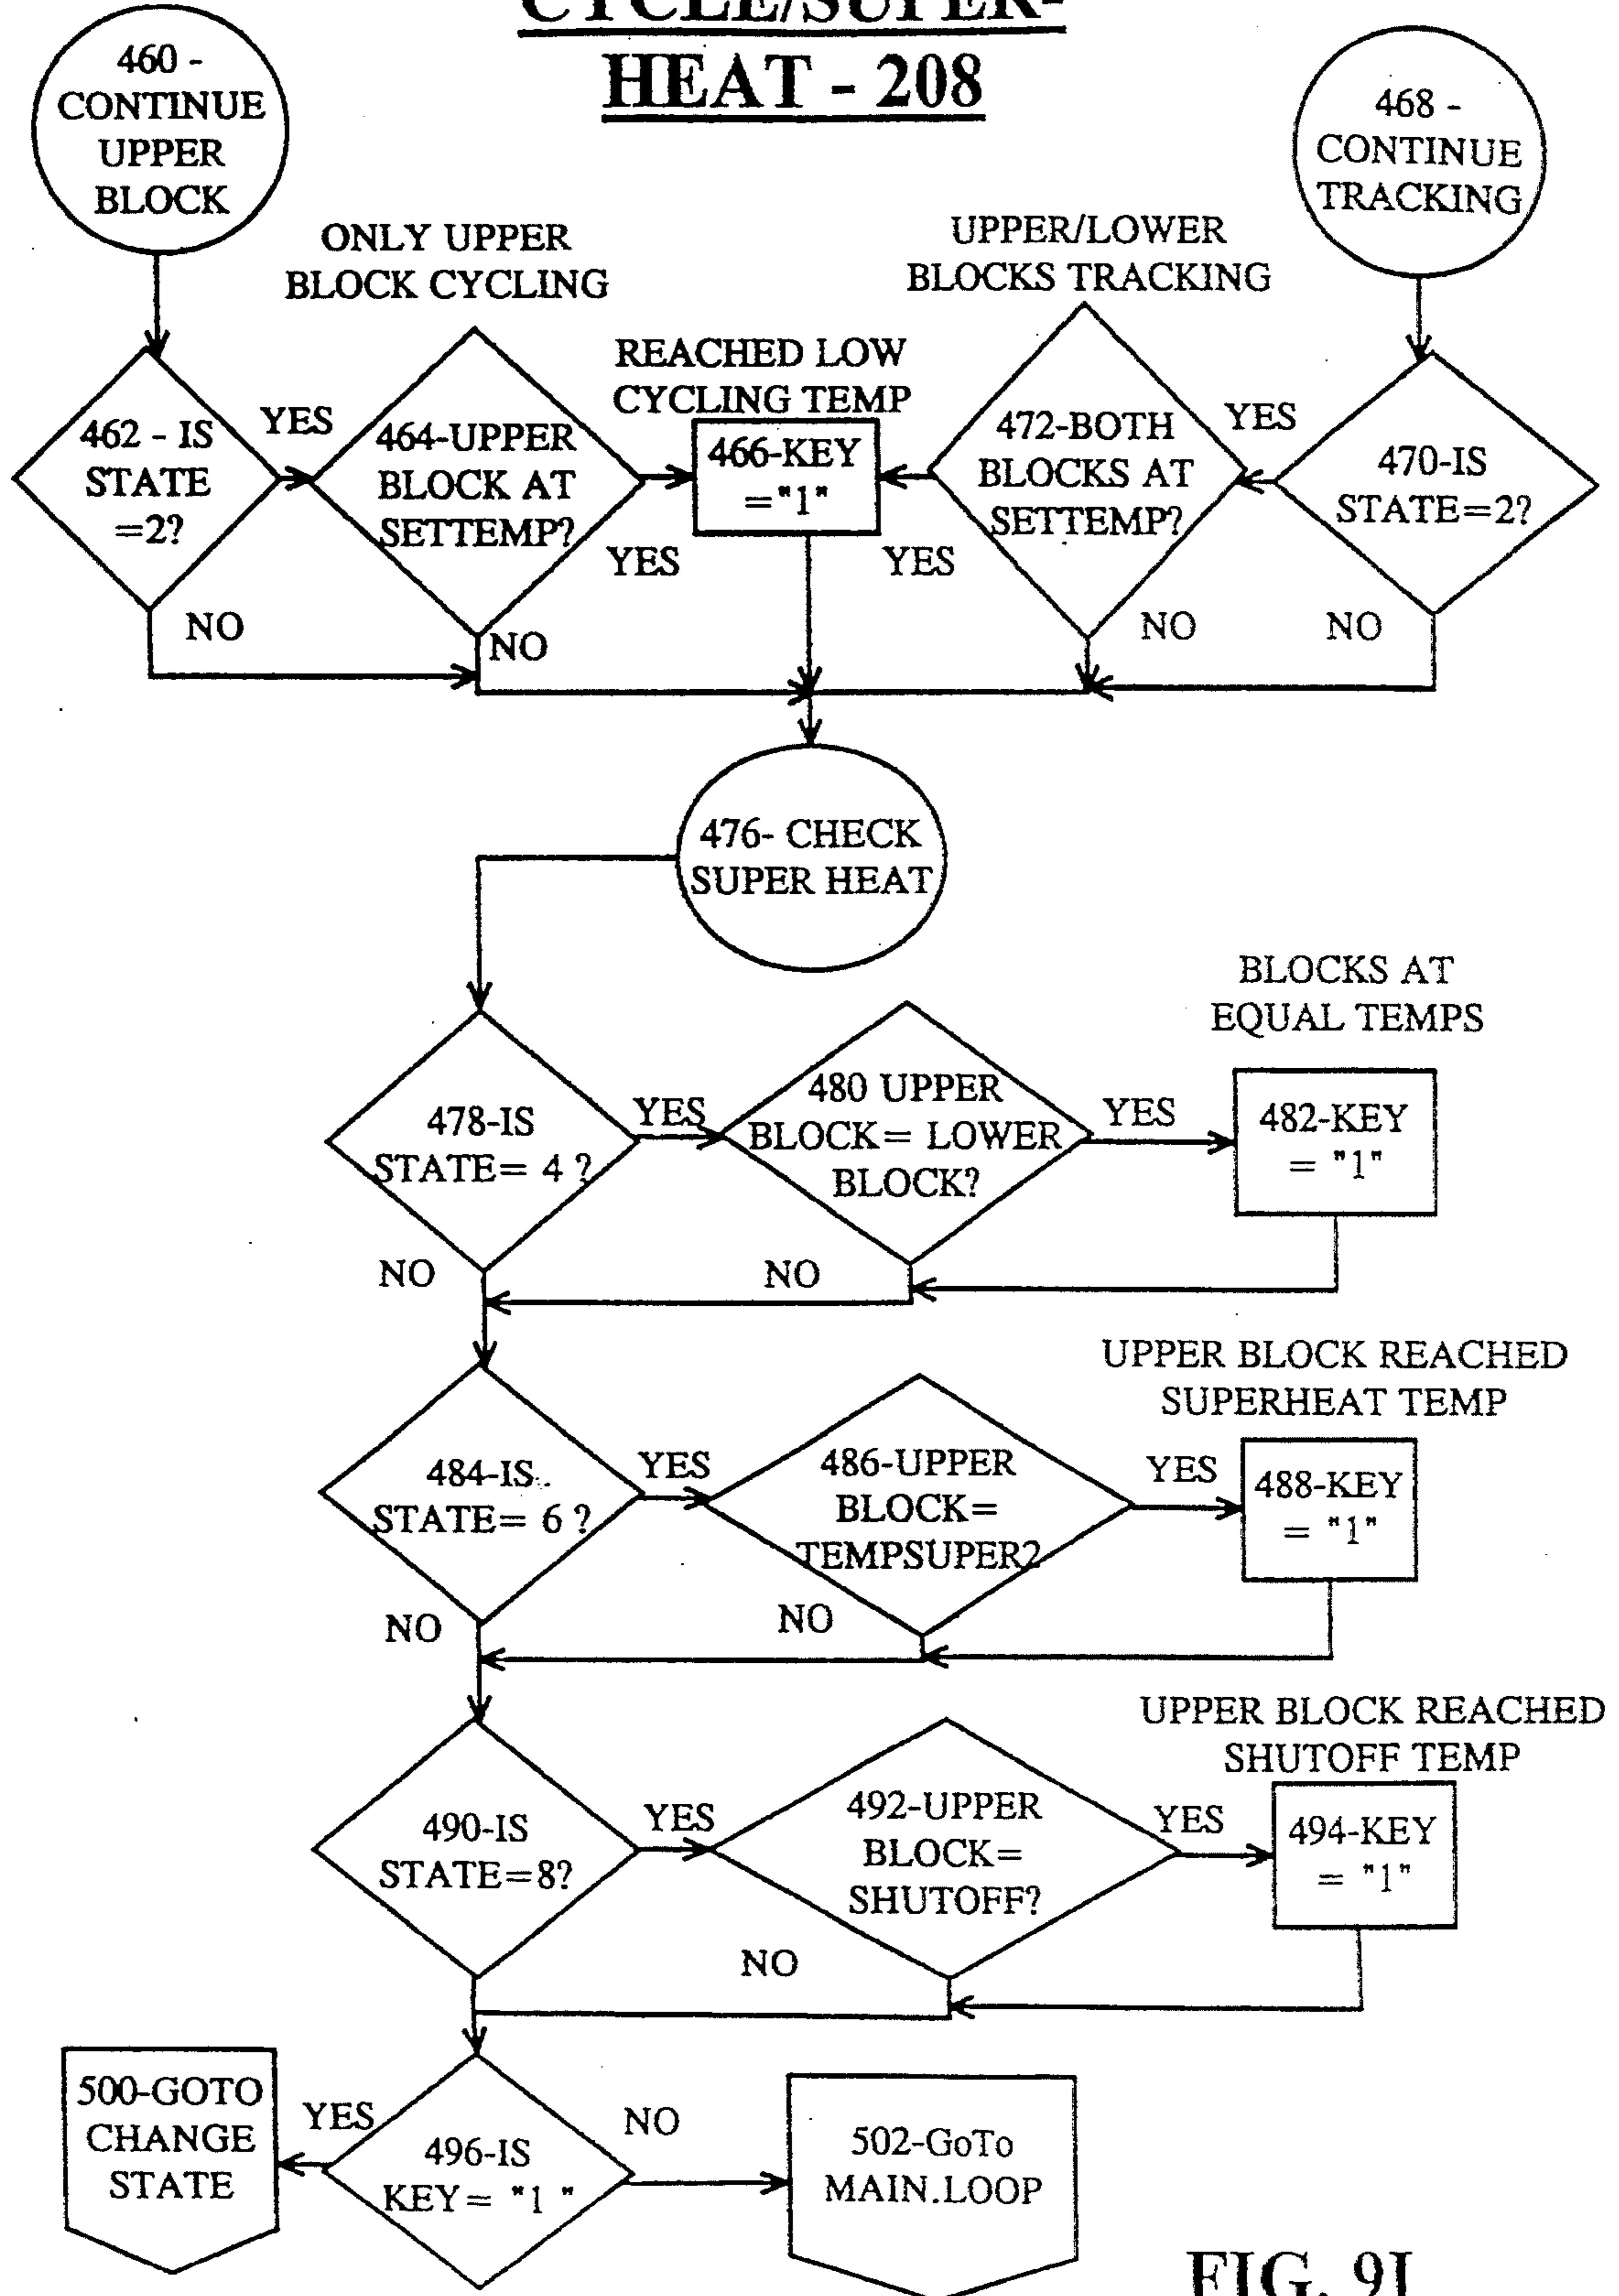 CYCLE/SUPER-
HEAT - 208
460 -
CONTINUE
UPPER
BLOCK
468 -
CONTINUE
TRACKING
ONLY UPPER
BLOCK CYCLING
UPPER/LOWER
BLOCKS TRACKING
REACHED LOW
CYCLING TEMP
462 - IS
STATE
=2?
YES
464-UPPER
BLOCK AT
SETTEMP?
YES
466-KEY
="1"
472-BOTH
BLOCKS AT
SETTEMP?
YES
YES
470-IS
STATE=2?
NO
NO
NO
NO
476- CHECK
SUPER HEAT
478-IS
STATE= 4 ?
YES
480 UPPER
BLOCK= LOWER
BLOCK?
YES
BLOCKS AT
EQUAL TEMPS
482-KEY
= "1"
NO
NO
484-IS
STATE= 6 ?
YES
486-UPPER
BLOCK=
TEMPSUPER2
YES
UPPER BLOCK REACHED
SUPERHEAT TEMP
488-KEY
= "1"
NO
NO
490-IS
STATE=8?
YES
492-UPPER
BLOCK=
SHUTOFF?
YES
UPPER BLOCK REACHED
SHUTOFF TEMP
494-KEY
= "1"
NO
500-GOTO
CHANGE
STATE
YES
496-IS
KEY= "1 "
NO
502-GoTo
MAIN.LOOP
FIG. 9I